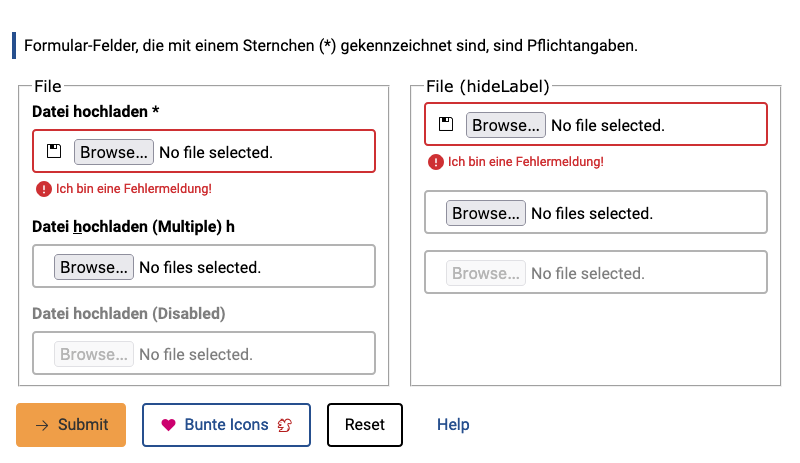 Formular-Felder, die mit einem Sternchen (*) gekennzeichnet sind, sind Pflichtangaben.
File
Datei hochladen *
Browse... No file selected.
Ich bin eine Fehlermeldung!
Datei hochladen (Multiple) h
Browse... No files selected.
Datei hochladen (Disabled)
Browse... No file selected.
File (hideLabel)
Browse... No file selected.
Ich bin eine Fehlermeldung!
Browse... No files selected.
Browse... No file selected.
Submit Bunte Icons Reset Help